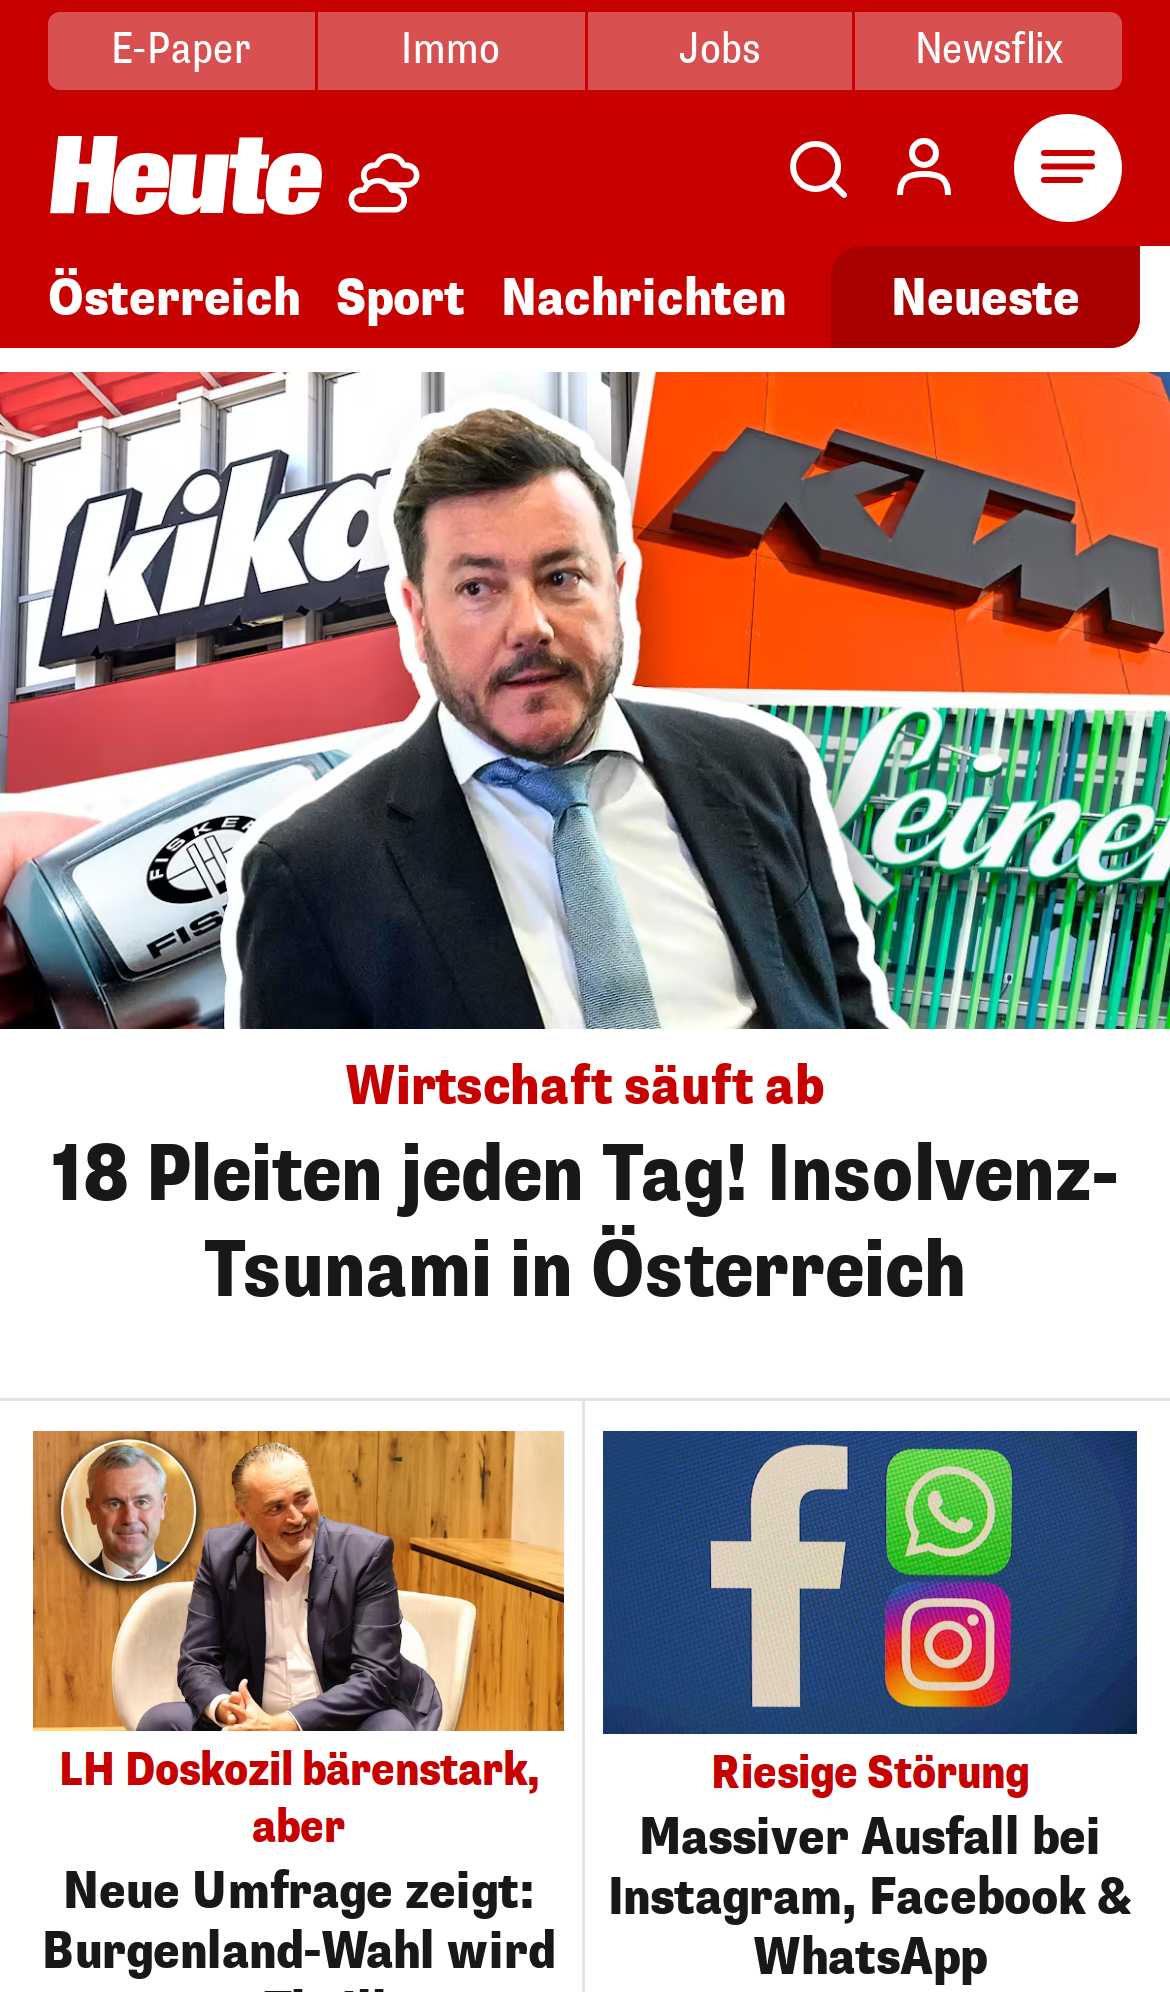 E-Paper
Immo
Jobs
Newsflix
Heute
Österreich
Sport
Nachrichten
Neueste
kika
KTM
FISKER
Leiner
Wirtschaft säuft ab
18 Pleiten jeden Tag! Insolvenz-
Tsunami in Österreich
LH Doskozil bärenstark,
aber
Neue Umfrage zeigt:
Burgenland-Wahl wird
Riesige Störung
Massiver Ausfall bei
Instagram, Facebook &
WhatsApp